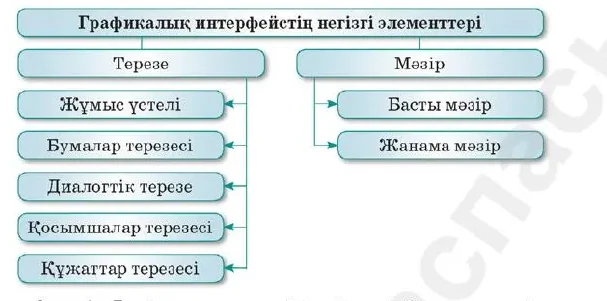 Графикалық интерфейстің негізгі элементтері
Терезе
Мәзір
Жұмыс үстелі
Басты мәзір
Бумалар терезесі
Жанама мәзір
Диалогтік терезе
Қосымшалар терезесі
Құжаттар терезесі